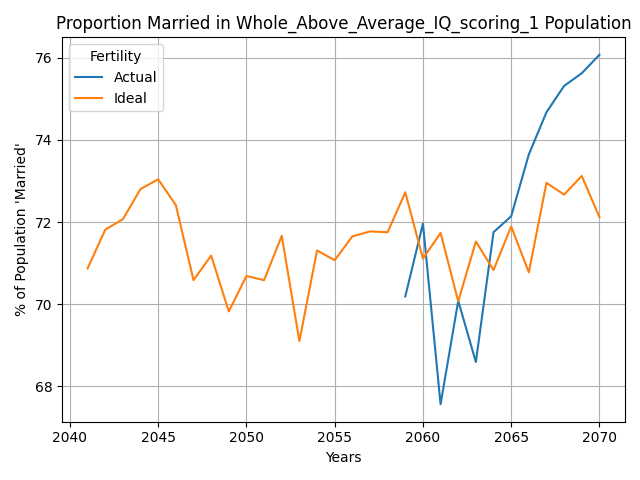 Proportion Married in Whole_Above_Average_IQ_scoring_1 Population
Fertility
Actual
Ideal
% of Population 'Married'
76
74
72
70
68
2040
2045
2050
2055
2060
2065
2070
Years